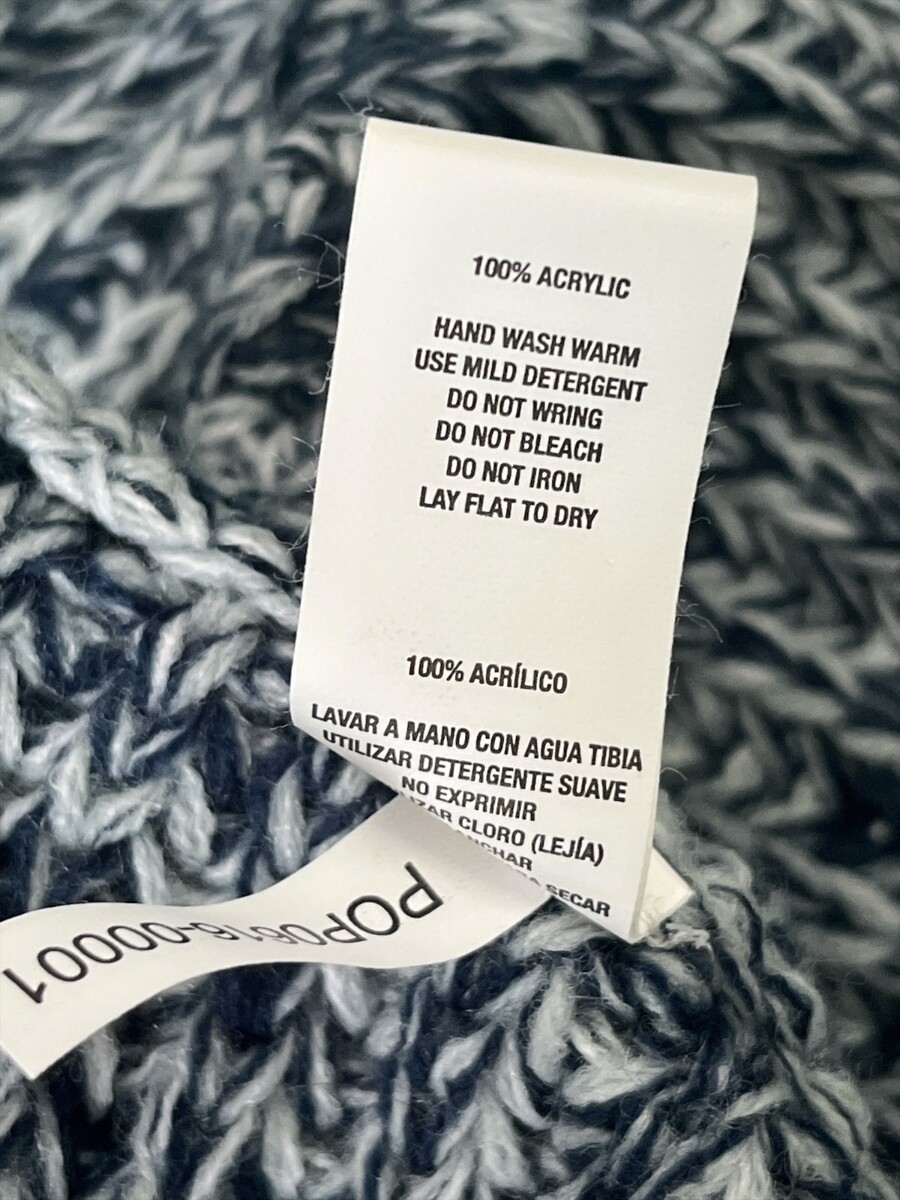 100% ACRYLIC
HAND WASH WARM
USE MILD DETERGENT
DO NOT WRING
DO NOT BLEACH
DO NOT IRON
LAY FLAT TO DRY
100% ACRÍLICO
LAVAR A MANO CON AGUA TIBIA
UTILIZAR DETERGENTE SUAVE
NO EXPRIMIR
CLORO (LEJÍA)
SECAR
POP0616-00001